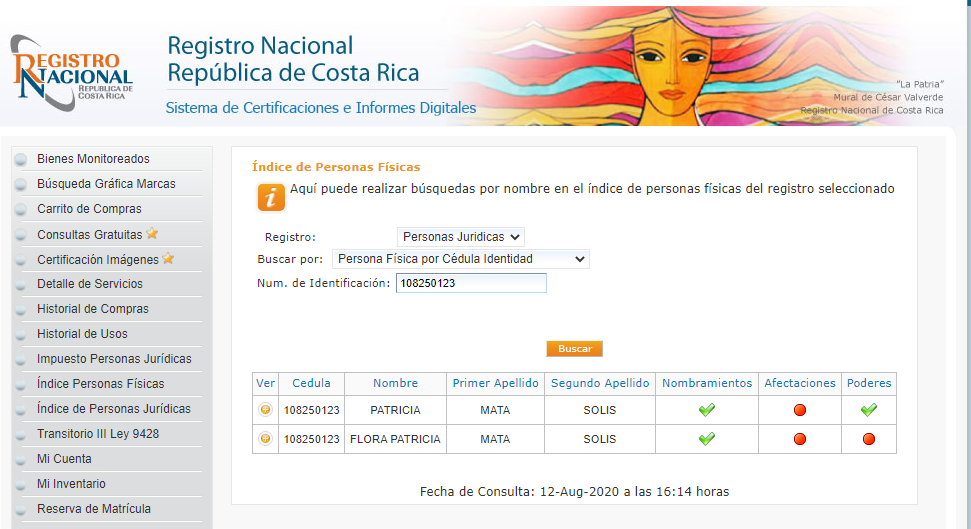 REGISTRO
NACIONAL
REPUBLICA DE
COSTA RICA
Registro Nacional
República de Costa Rica
Sistema de Certificaciones e Informes Digitales
"La Patria"
Mural de César Valverde
Registro Nacional de Costa Rica
Bienes Monitoreados
Búsqueda Gráfica Marcas
Carrito de Compras
Consultas Gratuitas
Certificación Imágenes
Detalle de Servicios
Historial de Compras
Historial de Usos
Impuesto Personas Jurídicas
Índice Personas Físicas
Índice de Personas Jurídicas
Transitorio III Ley 9428
Mi Cuenta
Mi Inventario
Reserva de Matrícula
Índice de Personas Físicas
i Aquí puede realizar búsquedas por nombre en el índice de personas físicas del registro seleccionado
Registro: Personas Juridicas
Buscar por: Persona Física por Cédula Identidad
Num. de Identificación: 108250123
Buscar
Ver Cedula Nombre Primer Apellido Segundo Apellido Nombramientos Afectaciones Poderes
108250123 PATRICIA MATA SOLIS
108250123 FLORA PATRICIA MATA SOLIS
Fecha de Consulta: 12-Aug-2020 a las 16:14 horas